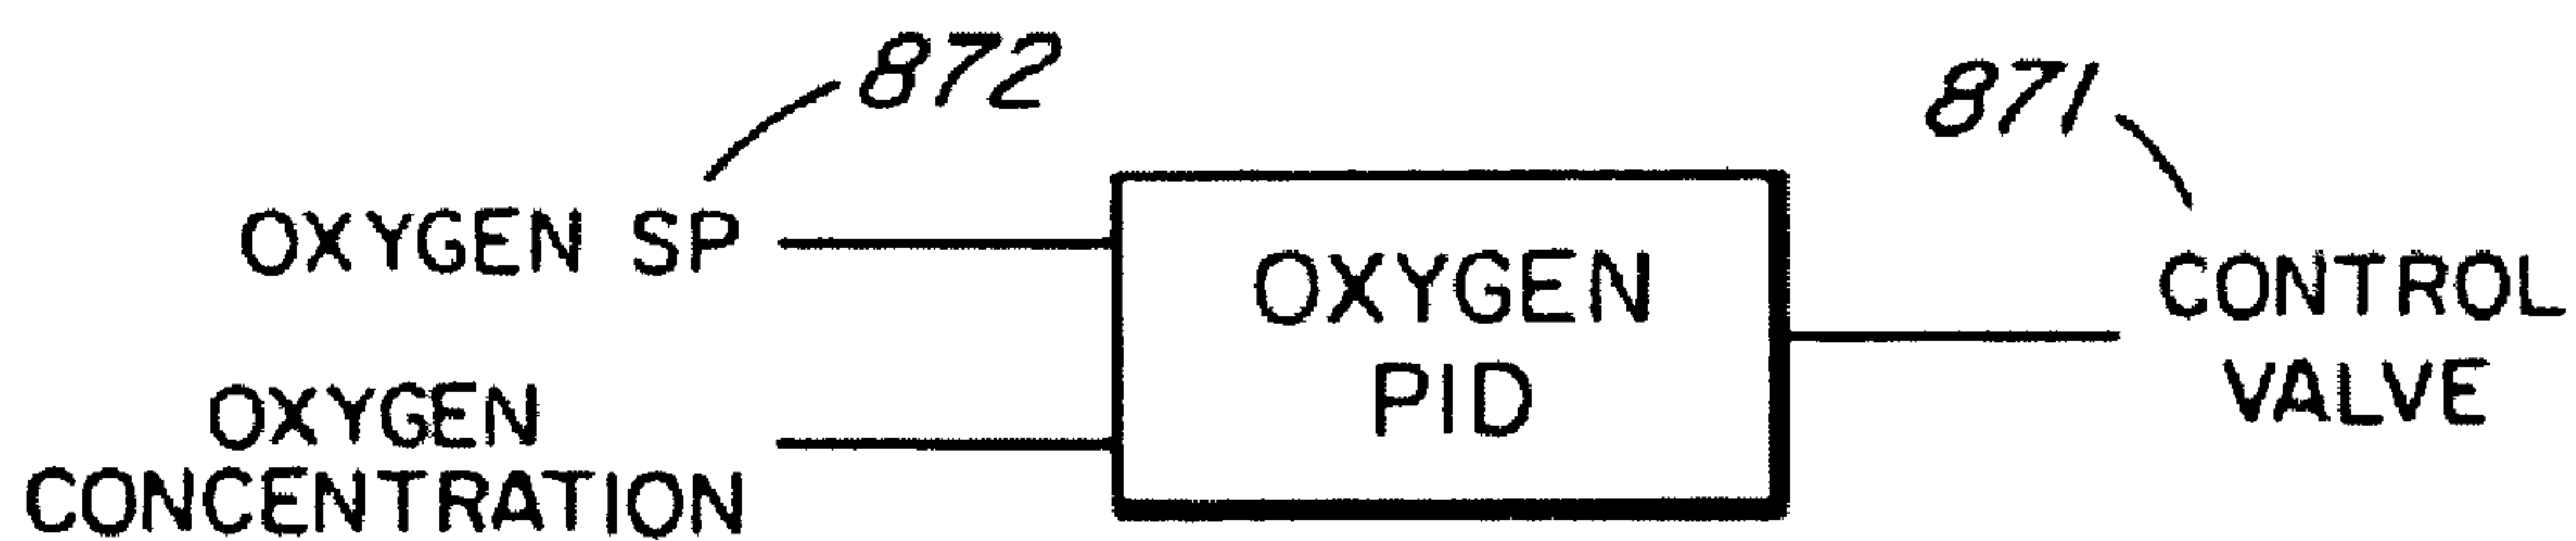 872
871
OXYGEN SP
OXYGEN
CONCENTRATION
OXYGEN
PID
CONTROL
VALVE